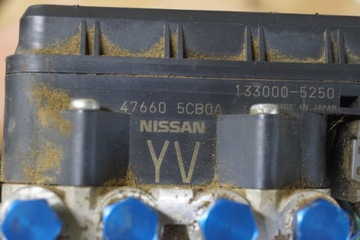 133000-5250
47660 5CB0A MADE IN JAPAN
NISSAN
YV